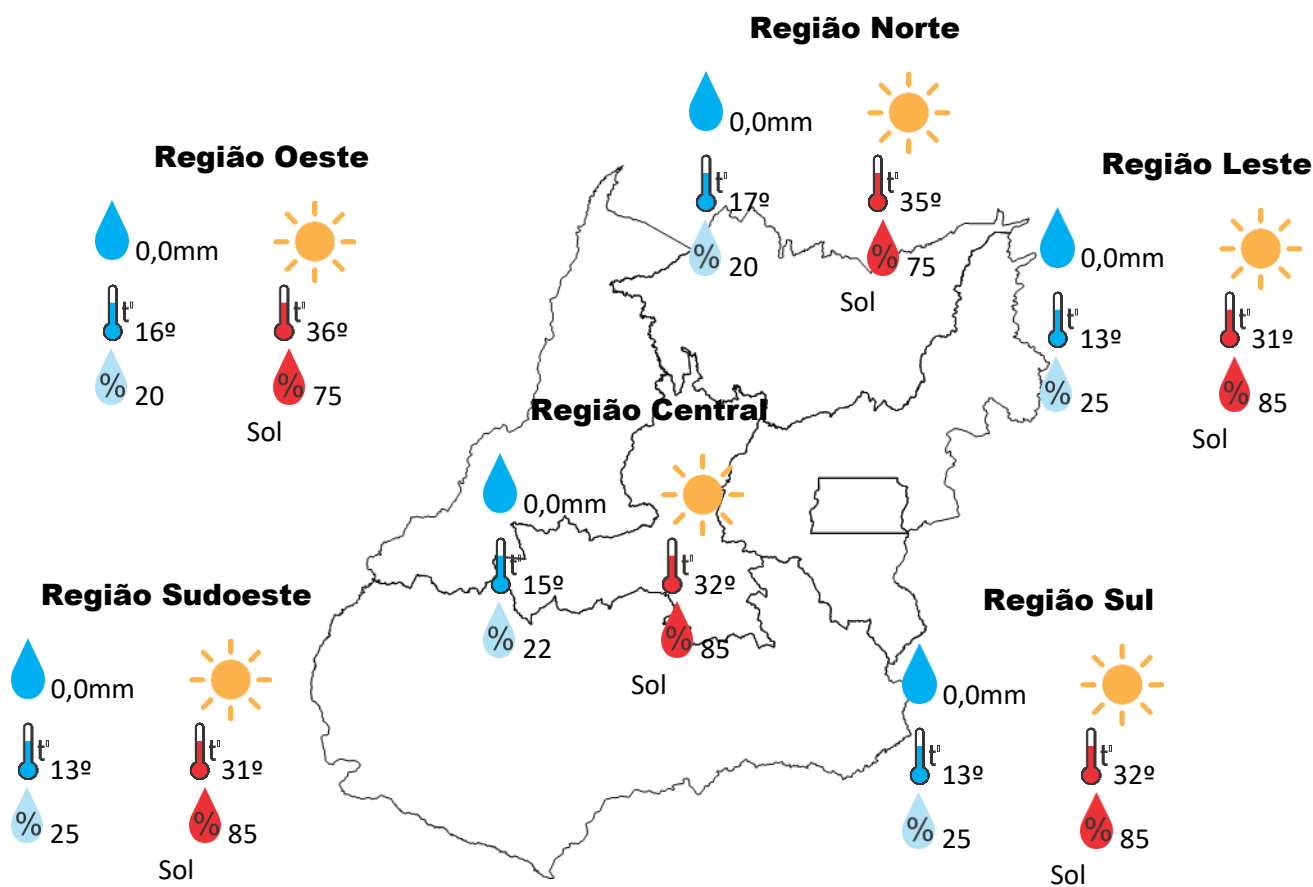 Região Norte
0,0mm
t°
17º
t°
35º
%
20
%
75
Sol
Região Oeste
0,0mm
t°
16º
t°
36º
%
20
%
75
Sol
Região Leste
0,0mm
t°
13º
t°
31º
%
25
%
85
Sol
Região Central
0,0mm
t°
15º
t°
32º
%
22
%
85
Sol
Região Sudoeste
0,0mm
t°
13º
t°
31º
%
25
%
85
Sol
Região Sul
0,0mm
t°
13º
t°
32º
%
25
%
85
Sol